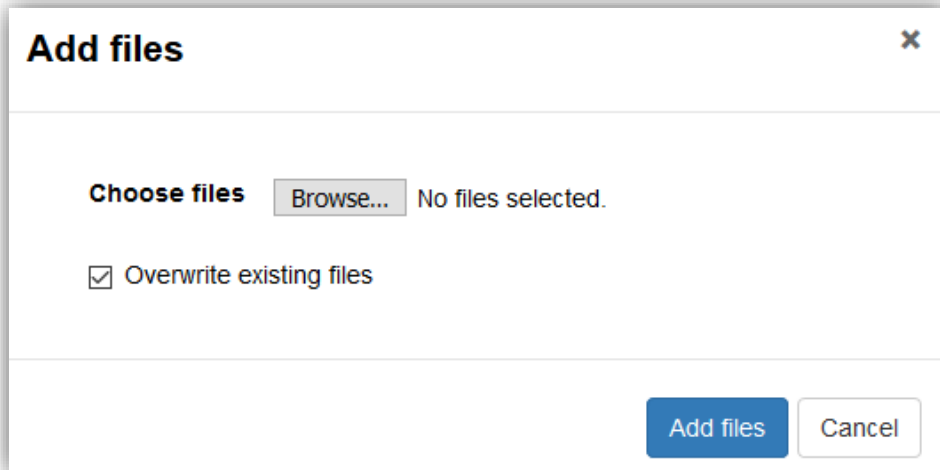 Add files
×
Choose files Browse... No files selected.
Overwrite existing files
Add files Cancel